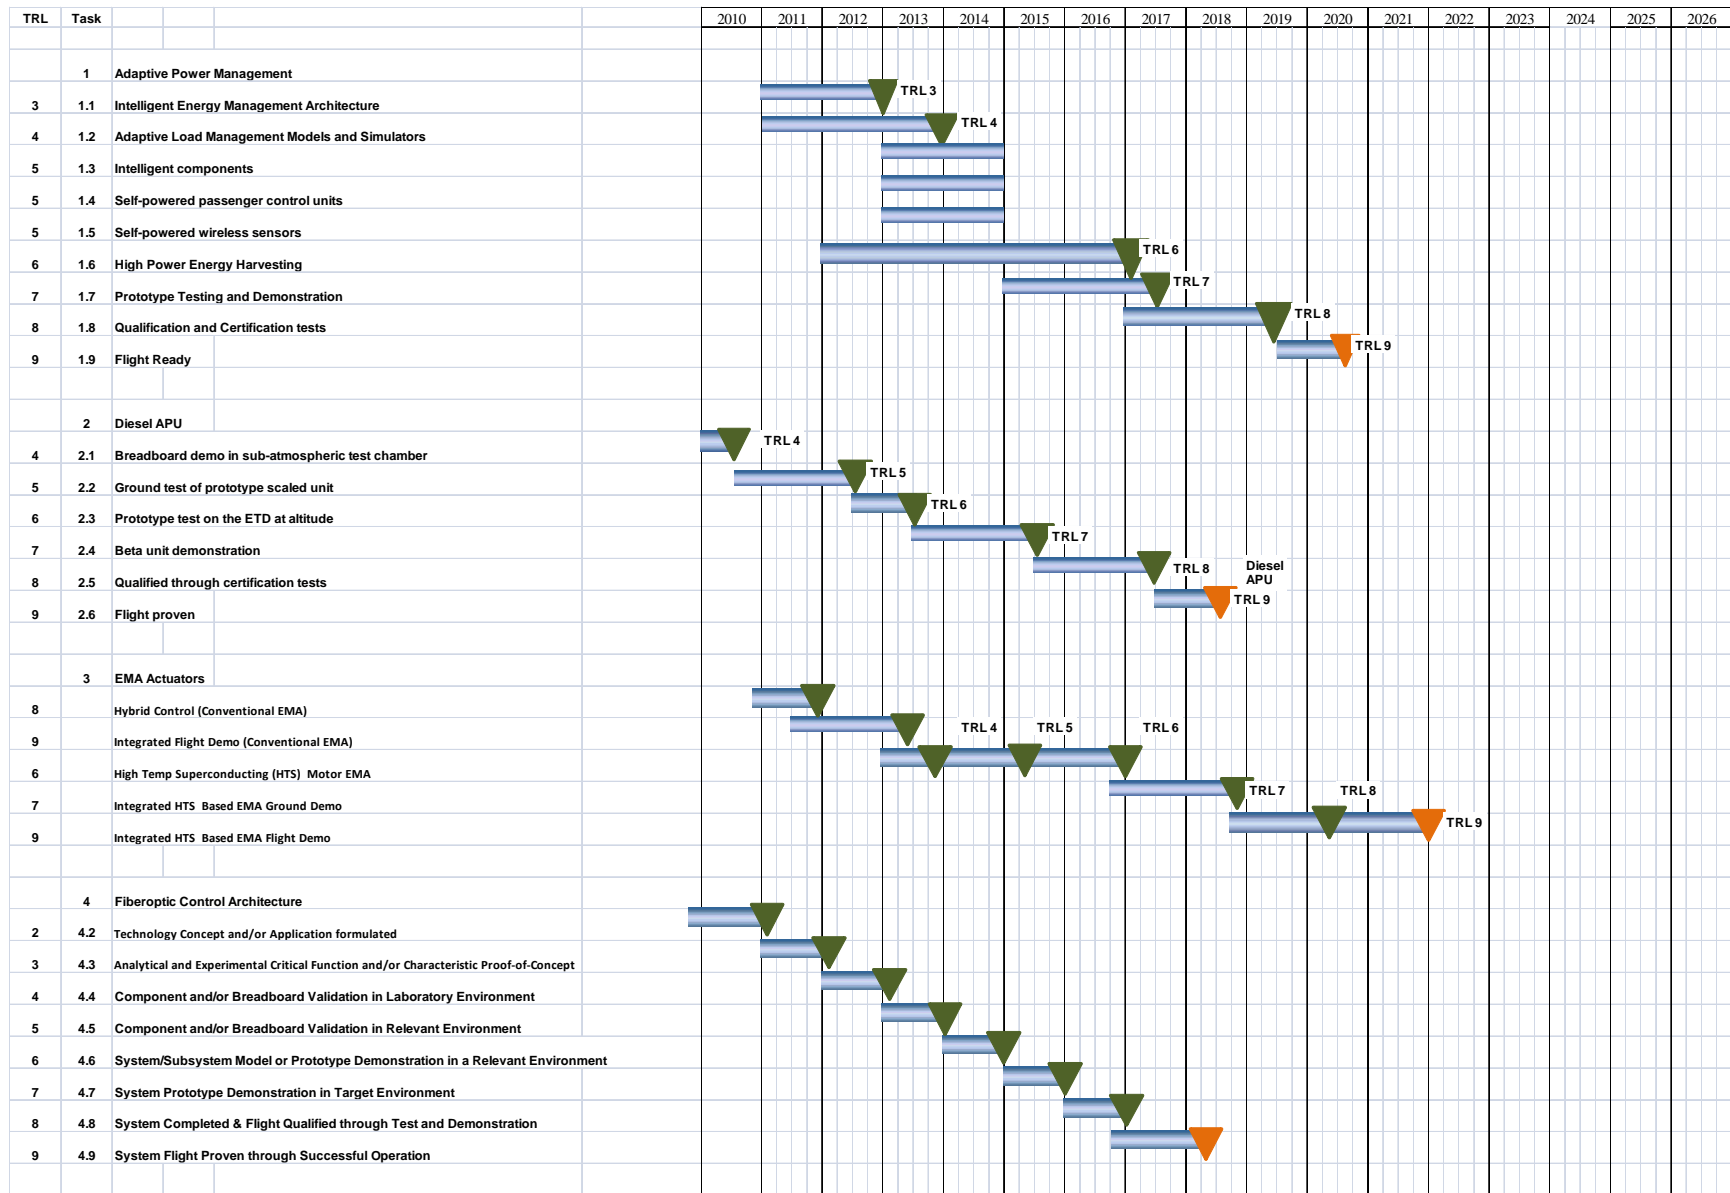 TRL Task 2010 2011 2012 2013 2014 2015 2016 2017 2018 2019 2020 2021 2022 2023 2024 2025 2026
1 Adaptive Power Management
TRL 3
3 1.1 Intelligent Energy Management Architecture
TRL 4
4 1.2 Adaptive Load Management Models and Simulators
5 1.3 Intelligent components
5 1.4 Self-powered passenger control units
5 1.5 Self-powered wireless sensors
TRL 6
6 1.6 High Power Energy Harvesting
TRL 7
7 1.7 Prototype Testing and Demonstration
TRL 8
8 1.8 Qualification and Certification tests
TRL 9
9 1.9 Flight Ready
2 Diesel APU
TRL 4
4 2.1 Breadboard demo in sub-atmospheric test chamber
TRL 5
5 2.2 Ground test of prototype scaled unit
TRL 6
6 2.3 Prototype test on the ETD at altitude
TRL 7
7 2.4 Beta unit demonstration
TRL 8 Diesel
APU
8 2.5 Qualified through certification tests
TRL 9
9 2.6 Flight proven
3 EMA Actuators
8 Hybrid Control (Conventional EMA)
TRL 4 TRL 5 TRL 6
9 Integrated Flight Demo (Conventional EMA)
6 High Temp Superconducting (HTS) Motor EMA
TRL 7 TRL 8
7 Integrated HTS Based EMA Ground Demo
TRL 9
9 Integrated HTS Based EMA Flight Demo
4 Fiberoptic Control Architecture
2 4.2 Technology Concept and/or Application formulated
3 4.3 Analytical and Experimental Critical Function and/or Characteristic Proof-of-Concept
4 4.4 Component and/or Breadboard Validation in Laboratory Environment
5 4.5 Component and/or Breadboard Validation in Relevant Environment
6 4.6 System/Subsystem Model or Prototype Demonstration in a Relevant Environment
7 4.7 System Prototype Demonstration in Target Environment
8 4.8 System Completed & Flight Qualified through Test and Demonstration
9 4.9 System Flight Proven through Successful Operation